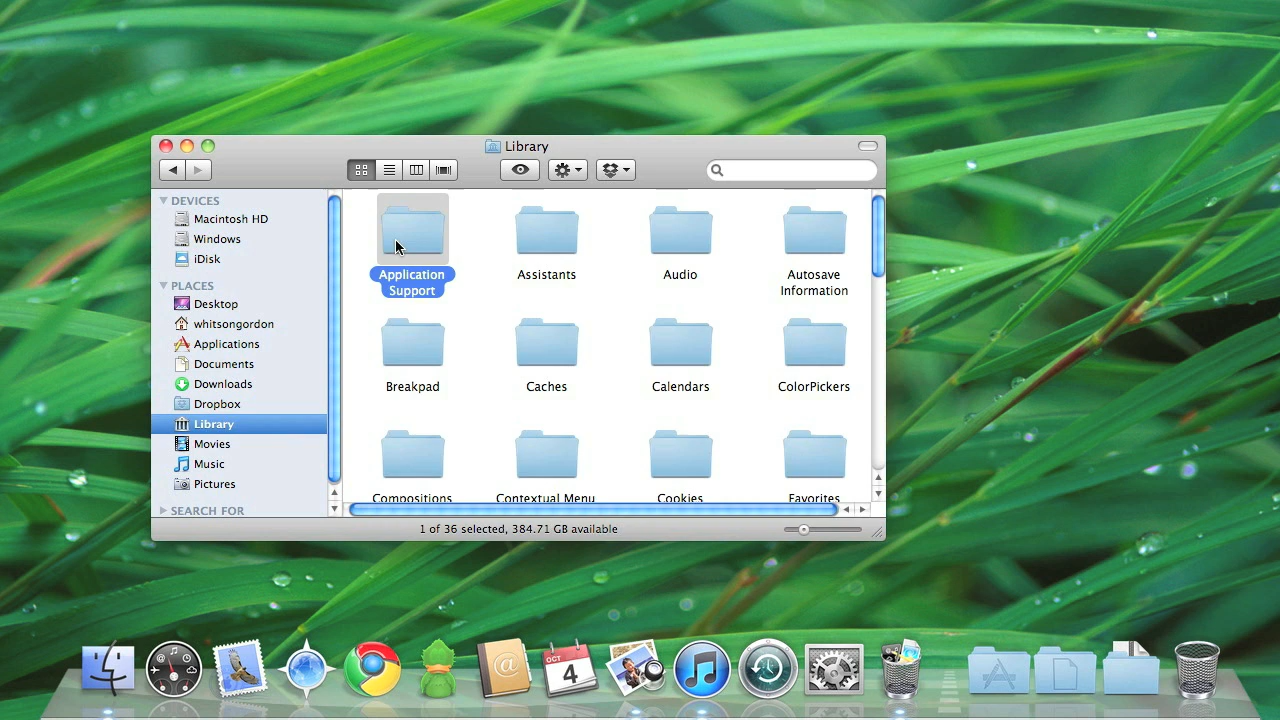 Library
DEVICES
Macintosh HD
Windows
iDisk
PLACES
Desktop
whitsongordon
Applications
Documents
Downloads
Dropbox
Library
Movies
Music
Pictures
SEARCH FOR
Application
Support
Assistants
Audio
Autosave
Information
Breakpad
Caches
Calendars
ColorPickers
Compositions
Contextual Menu
Cookies
Favorites
1 of 36 selected, 384.71 GB available
OCT
4
@